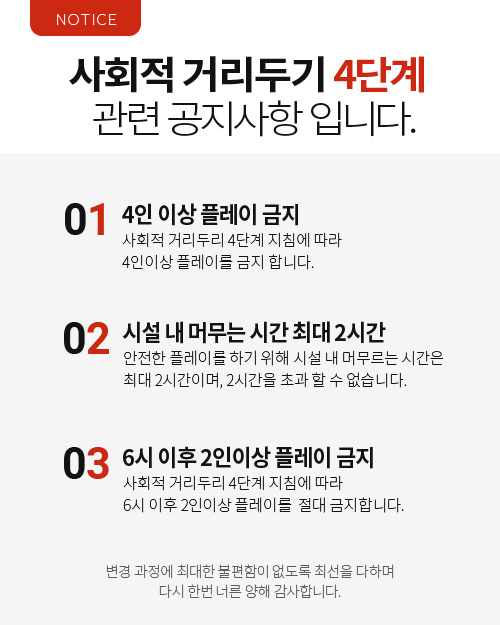 NOTICE
사회적 거리두기 4단계
관련 공지사항 입니다.
01
4인 이상 플레이 금지
사회적 거리두리 4단계 지침에 따라
4인이상 플레이를 금지 합니다.
02
시설 내 머무는 시간 최대 2시간
안전한 플레이를 하기 위해 시설 내 머무르는 시간은
최대 2시간이며, 2시간을 초과 할 수 없습니다.
03
6시 이후 2인이상 플레이 금지
사회적 거리두리 4단계 지침에 따라
6시 이후 2인이상 플레이를 절대 금지합니다.
변경 과정에 최대한 불편함이 없도록 최선을 다하며
다시 한번 너른 양해 감사합니다.